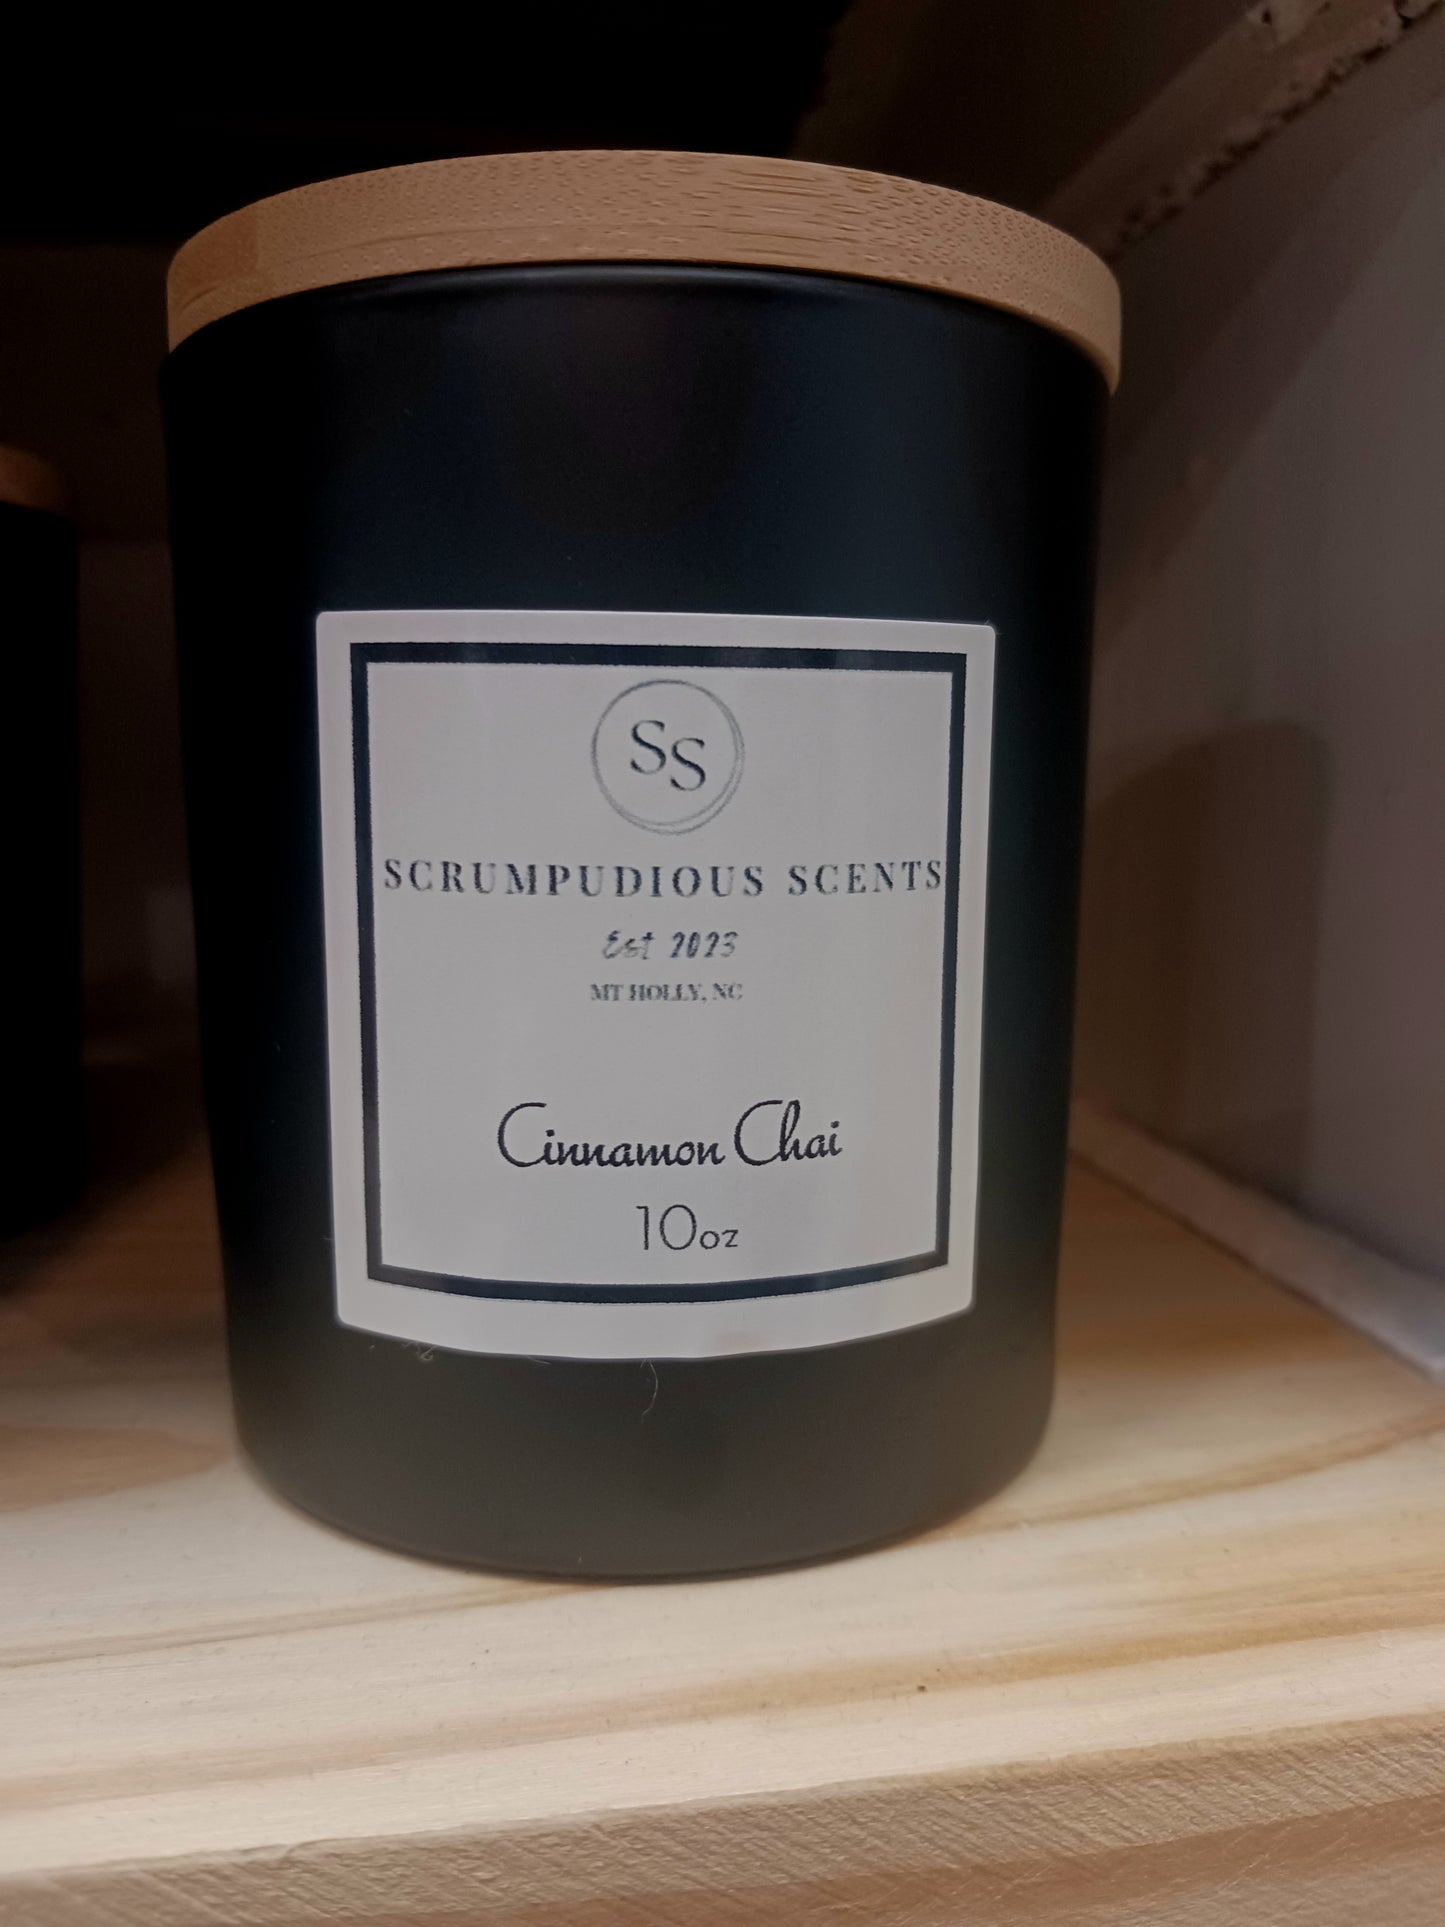 SS
SCRUMPUDIOUS SCENTS
Est 2023
MT HOLLY, NC
Cinnamon Chai
10oz